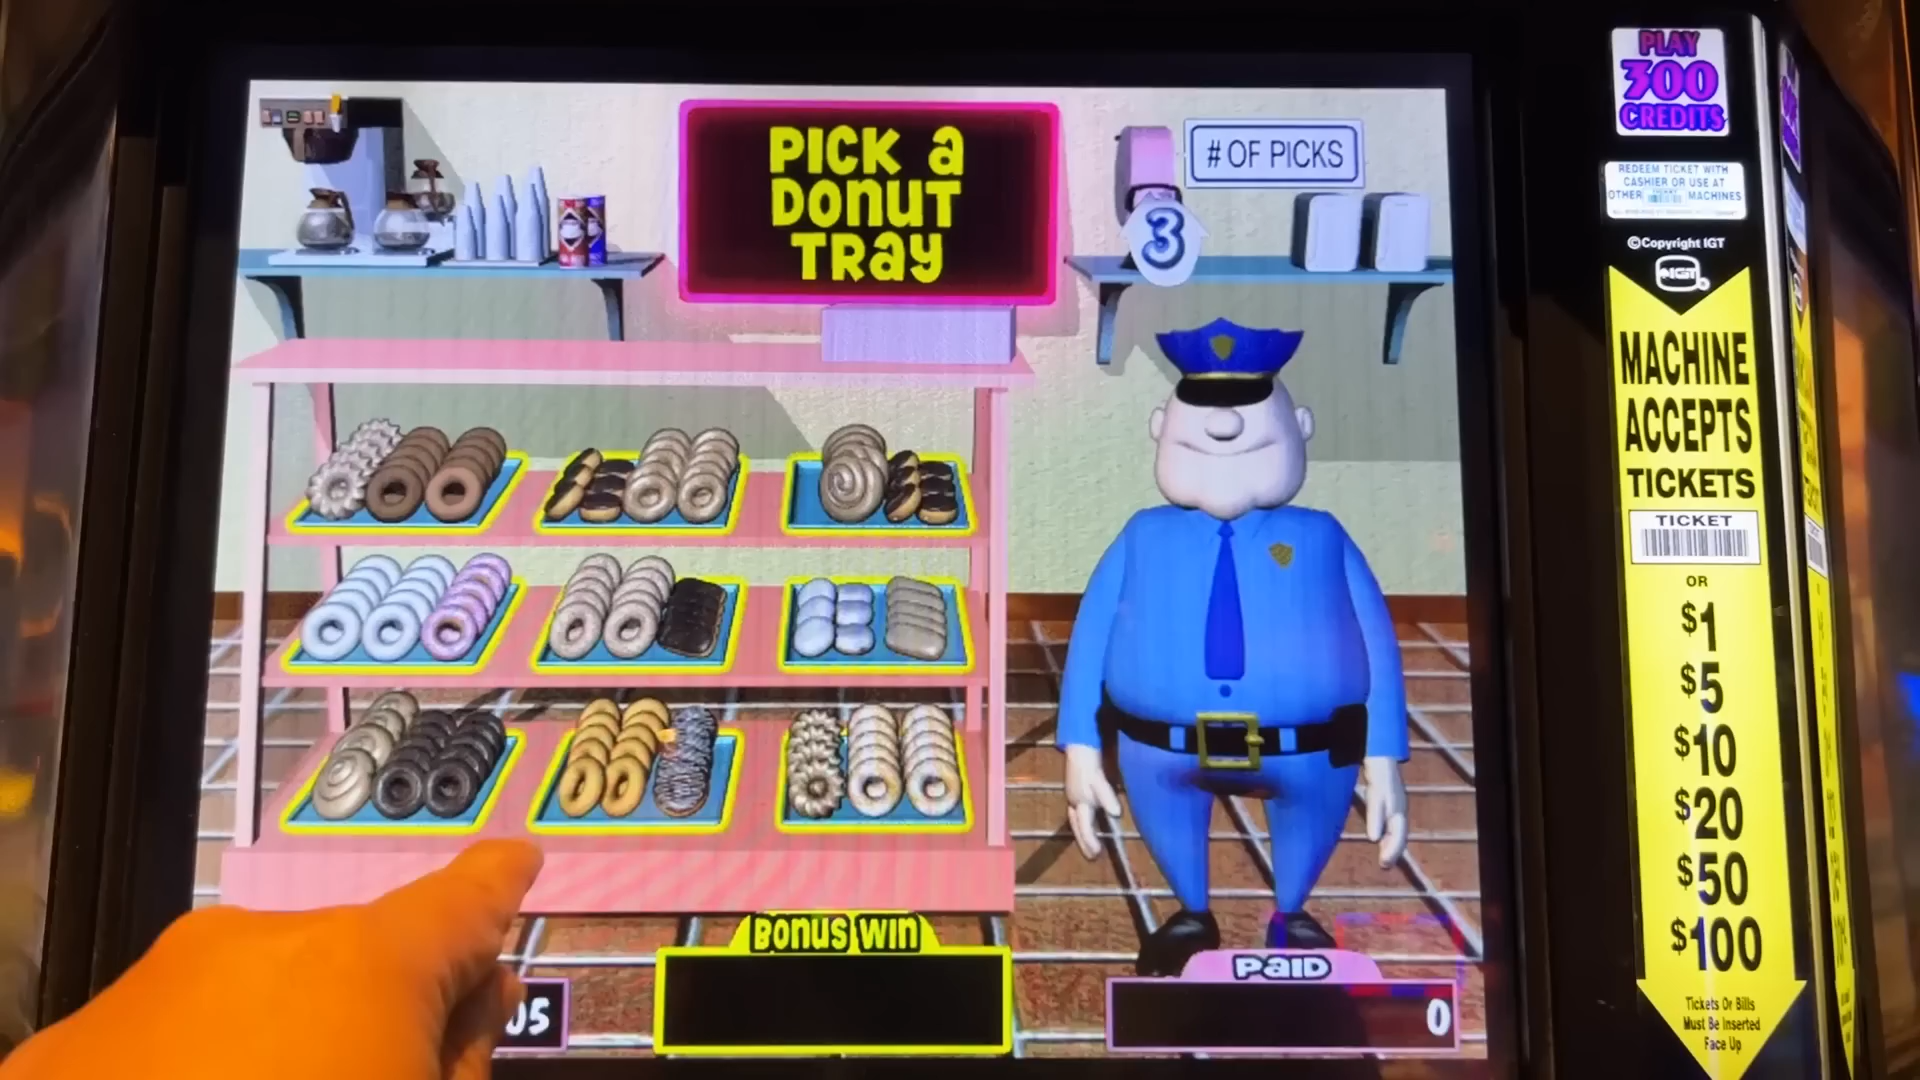 PICK a
DONUT
TRay
# OF PICKS
3
BONUS WIN
05
PAID
0
PLAY
300
CREDITS
REDEEM TICKET WITH
CASHIER OR USE AT
OTHER TICKET MACHINES
©Copyright IGT
IGT®
MACHINE
ACCEPTS
TICKETS
TICKET
OR
$1
$5
$10
$20
$50
$100
Tickets Or Bills
Must Be Inserted
Face Up